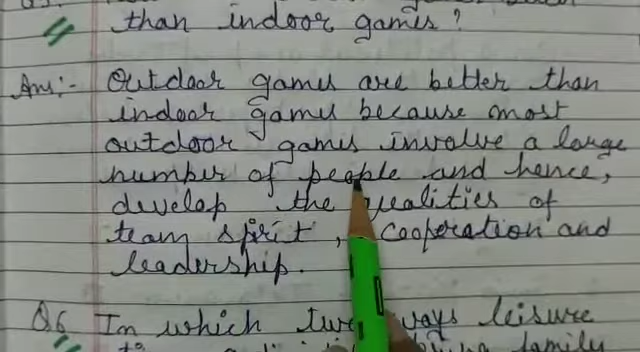 than indoor games?
Ans:- Outdoor games are better than
indoor games because most
outdoor games involve a large
number of people and hence,
develop the qualities of
team spirit, cooperation and
leadership.
Q6 In which two ways leisure
family